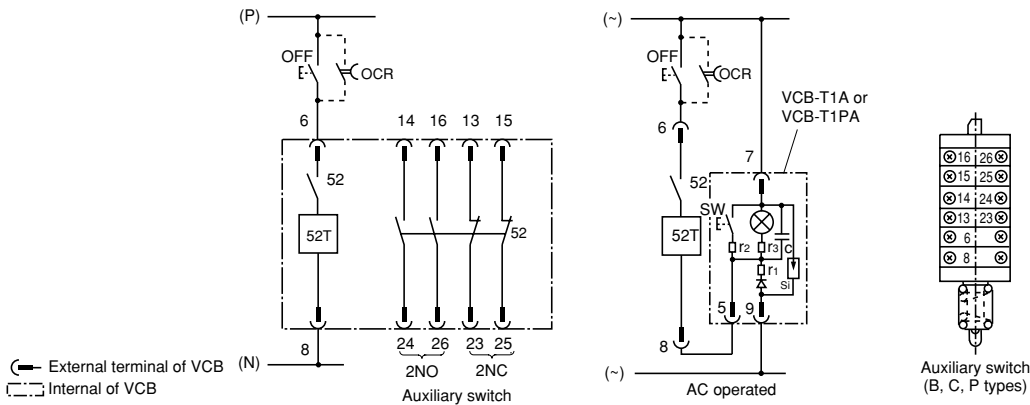 (P)
OFF
OCR
6
14 16 13 15
52
52T
52
8
24 26 23 25
2NO 2NC
(N)
Auxiliary switch
External terminal of VCB
Internal of VCB
(~)
OFF
OCR
6
VCB-T1A or
VCB-T1PA
7
52
SW
52T
r2
r3
C
r1
Si
5 9
8
(~)
AC operated
16 26
15 25
14 24
13 23
6
8
Auxiliary switch
(B, C, P types)